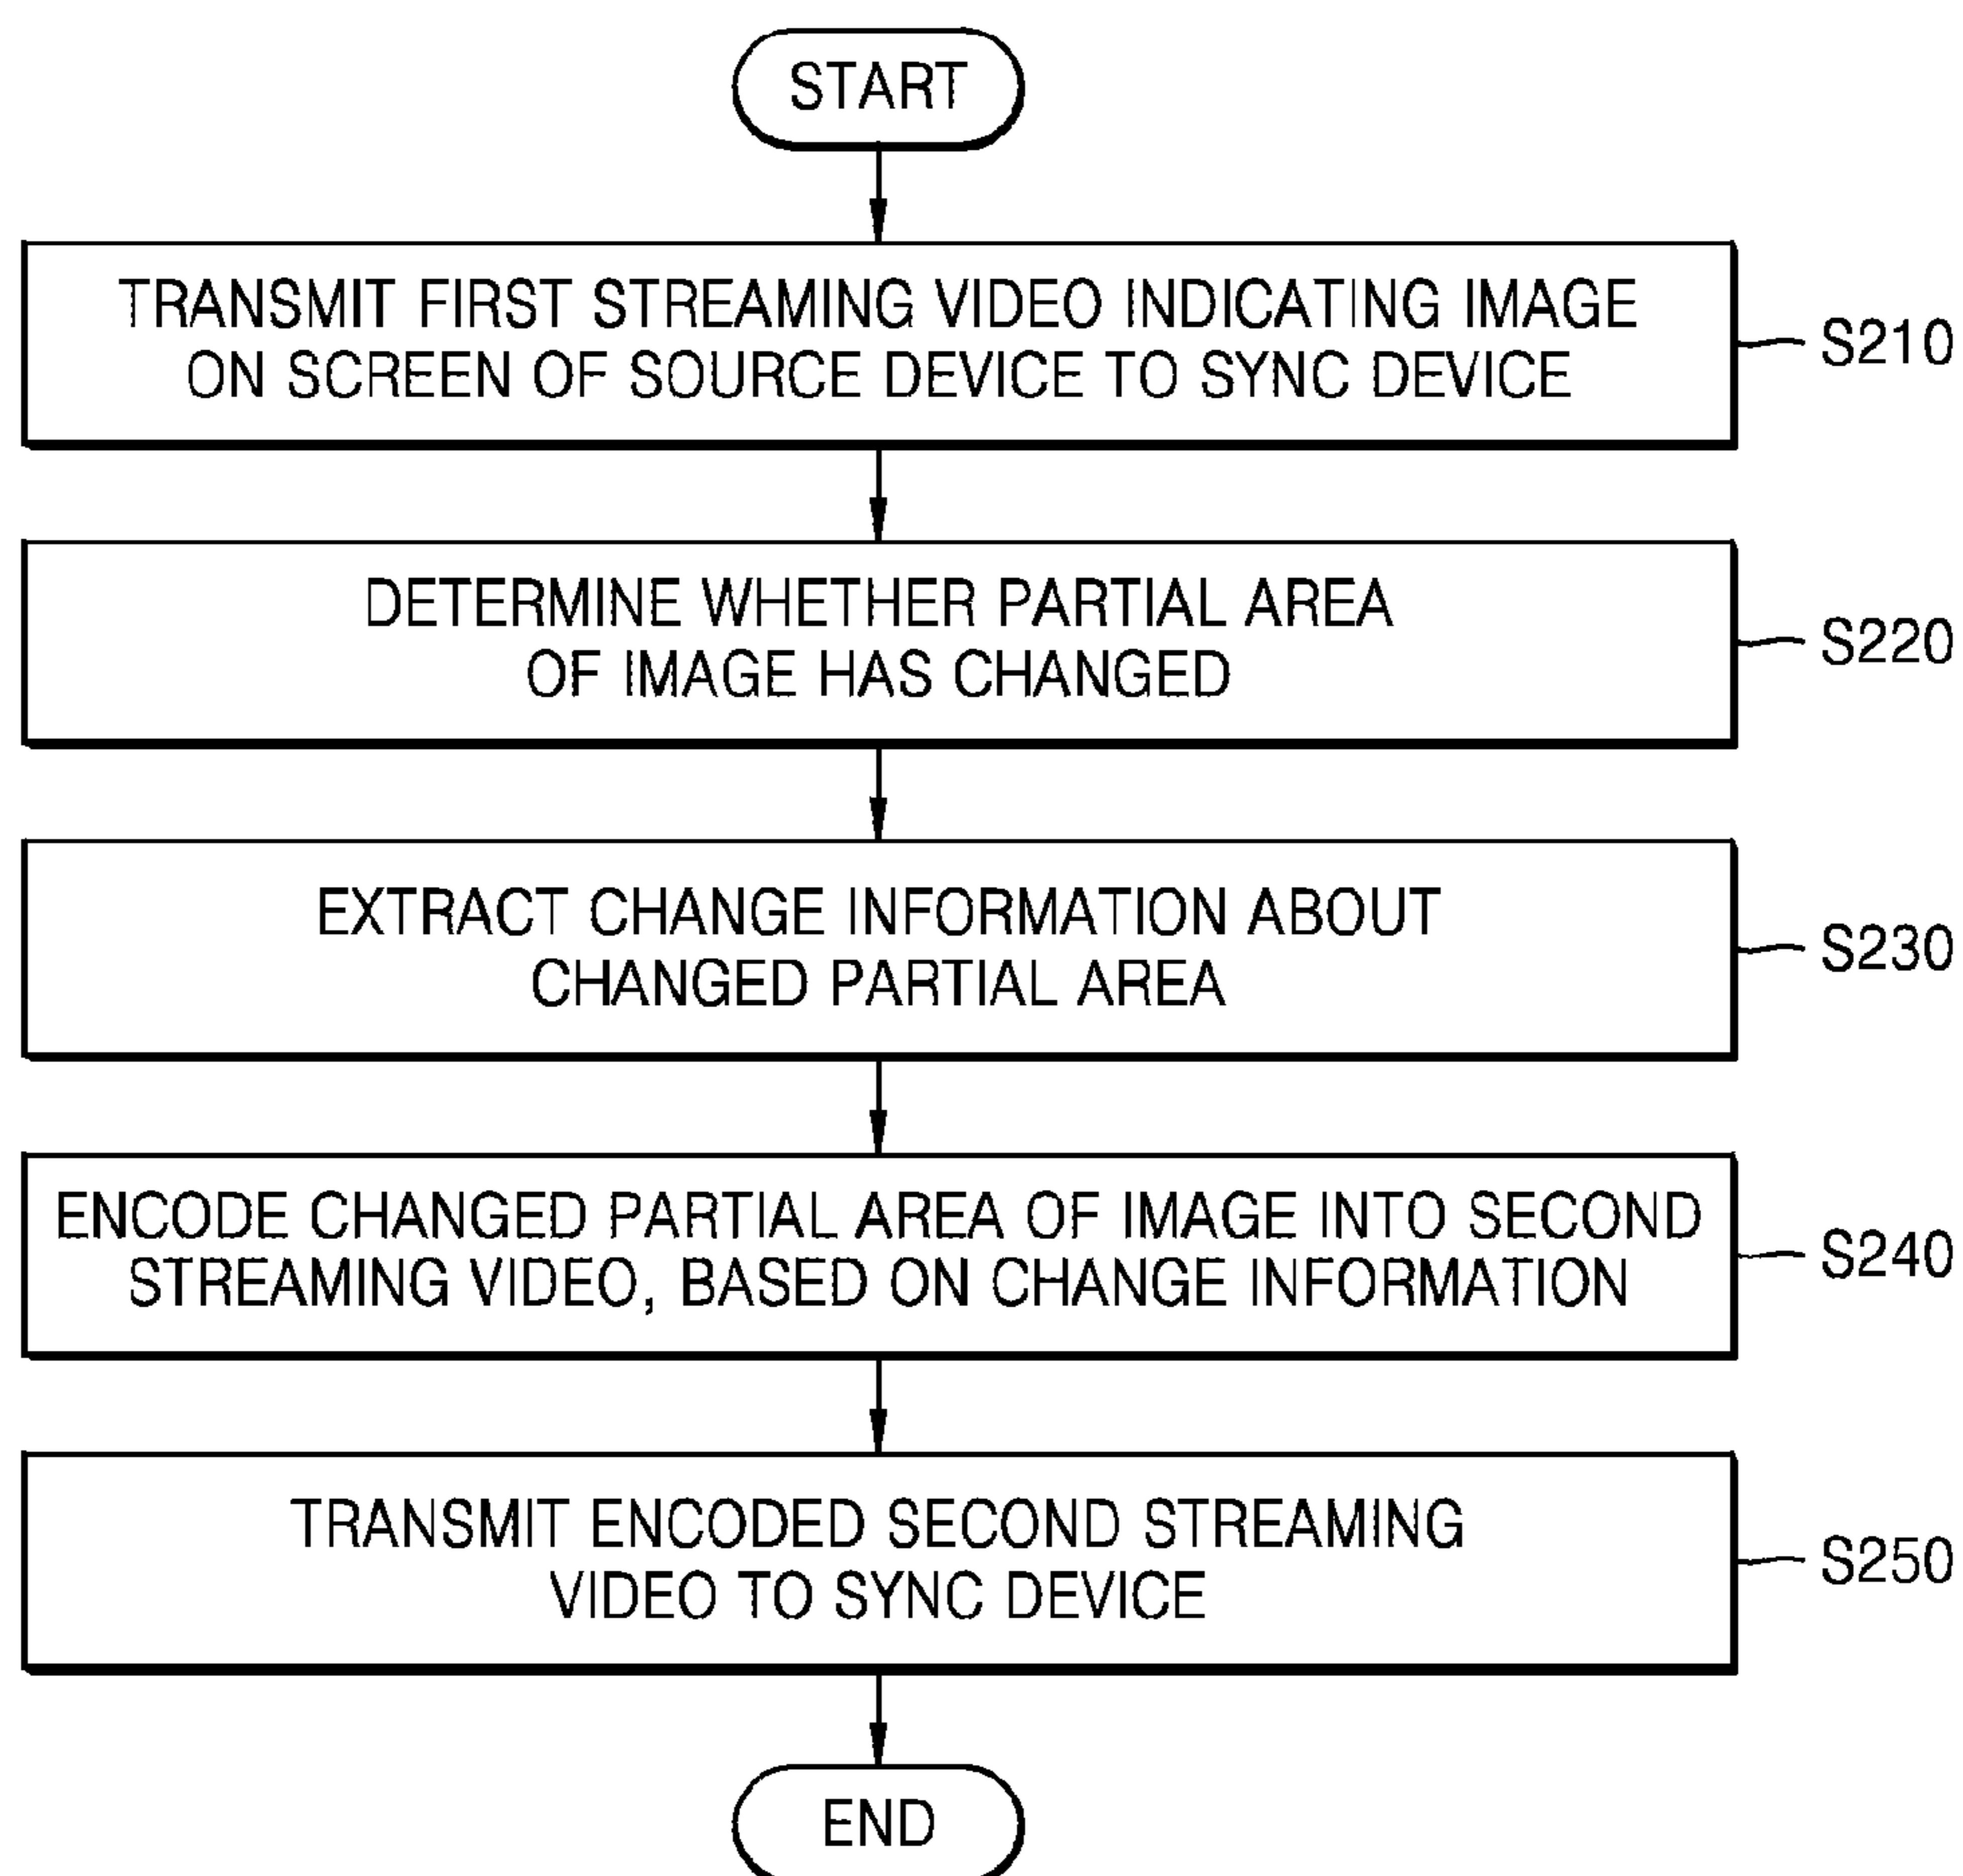 START
TRANSMIT FIRST STREAMING VIDEO INDICATING IMAGE
ON SCREEN OF SOURCE DEVICE TO SYNC DEVICE
S210
DETERMINE WHETHER PARTIAL AREA
OF IMAGE HAS CHANGED
S220
EXTRACT CHANGE INFORMATION ABOUT
CHANGED PARTIAL AREA
S230
ENCODE CHANGED PARTIAL AREA OF IMAGE INTO SECOND
STREAMING VIDEO, BASED ON CHANGE INFORMATION
S240
TRANSMIT ENCODED SECOND STREAMING
VIDEO TO SYNC DEVICE
S250
END